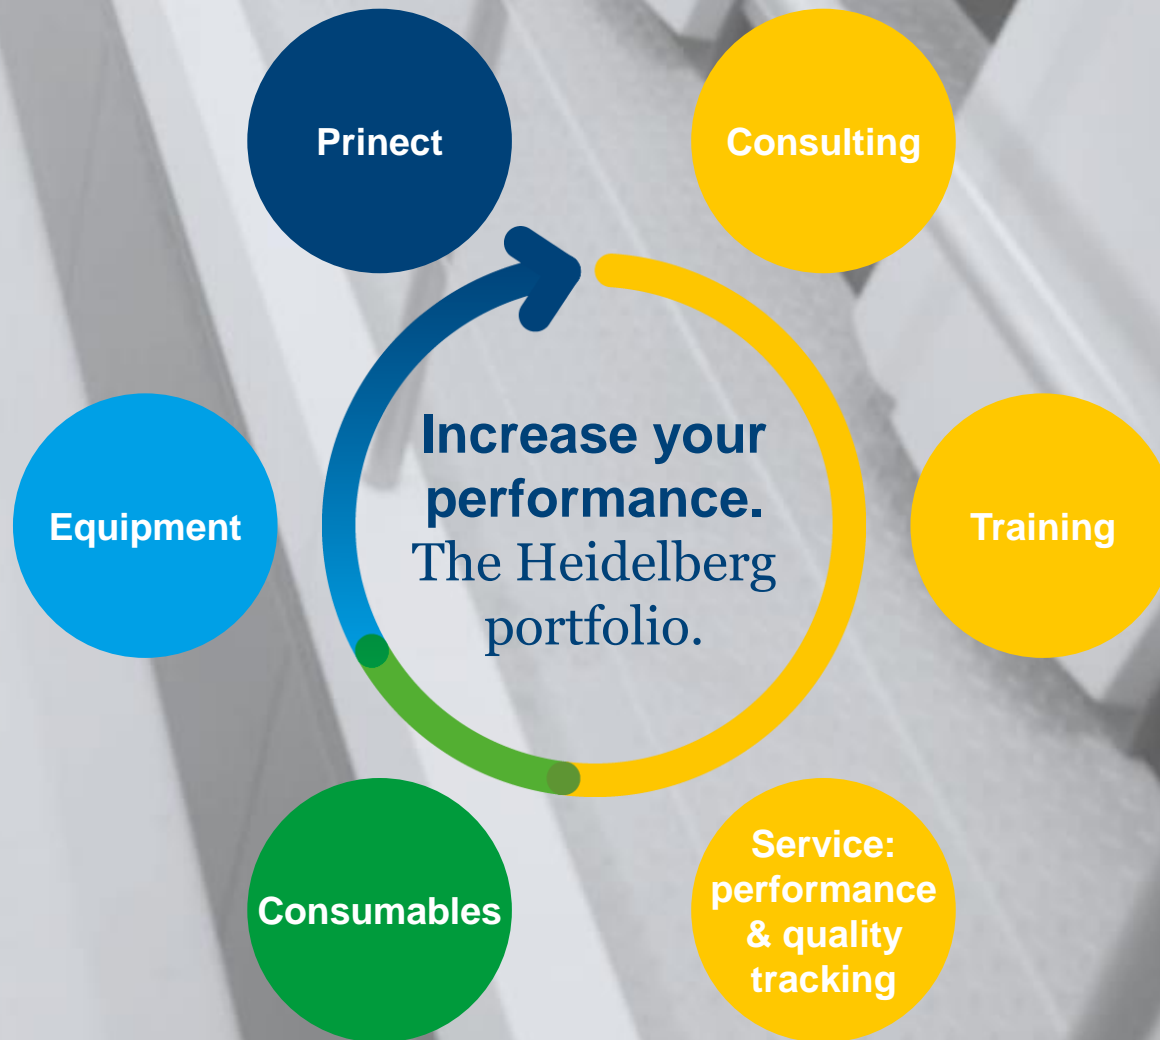 Prinect
Consulting
Increase your
performance.
The Heidelberg
portfolio.
Equipment
Training
Consumables
Service:
performance
& quality
tracking